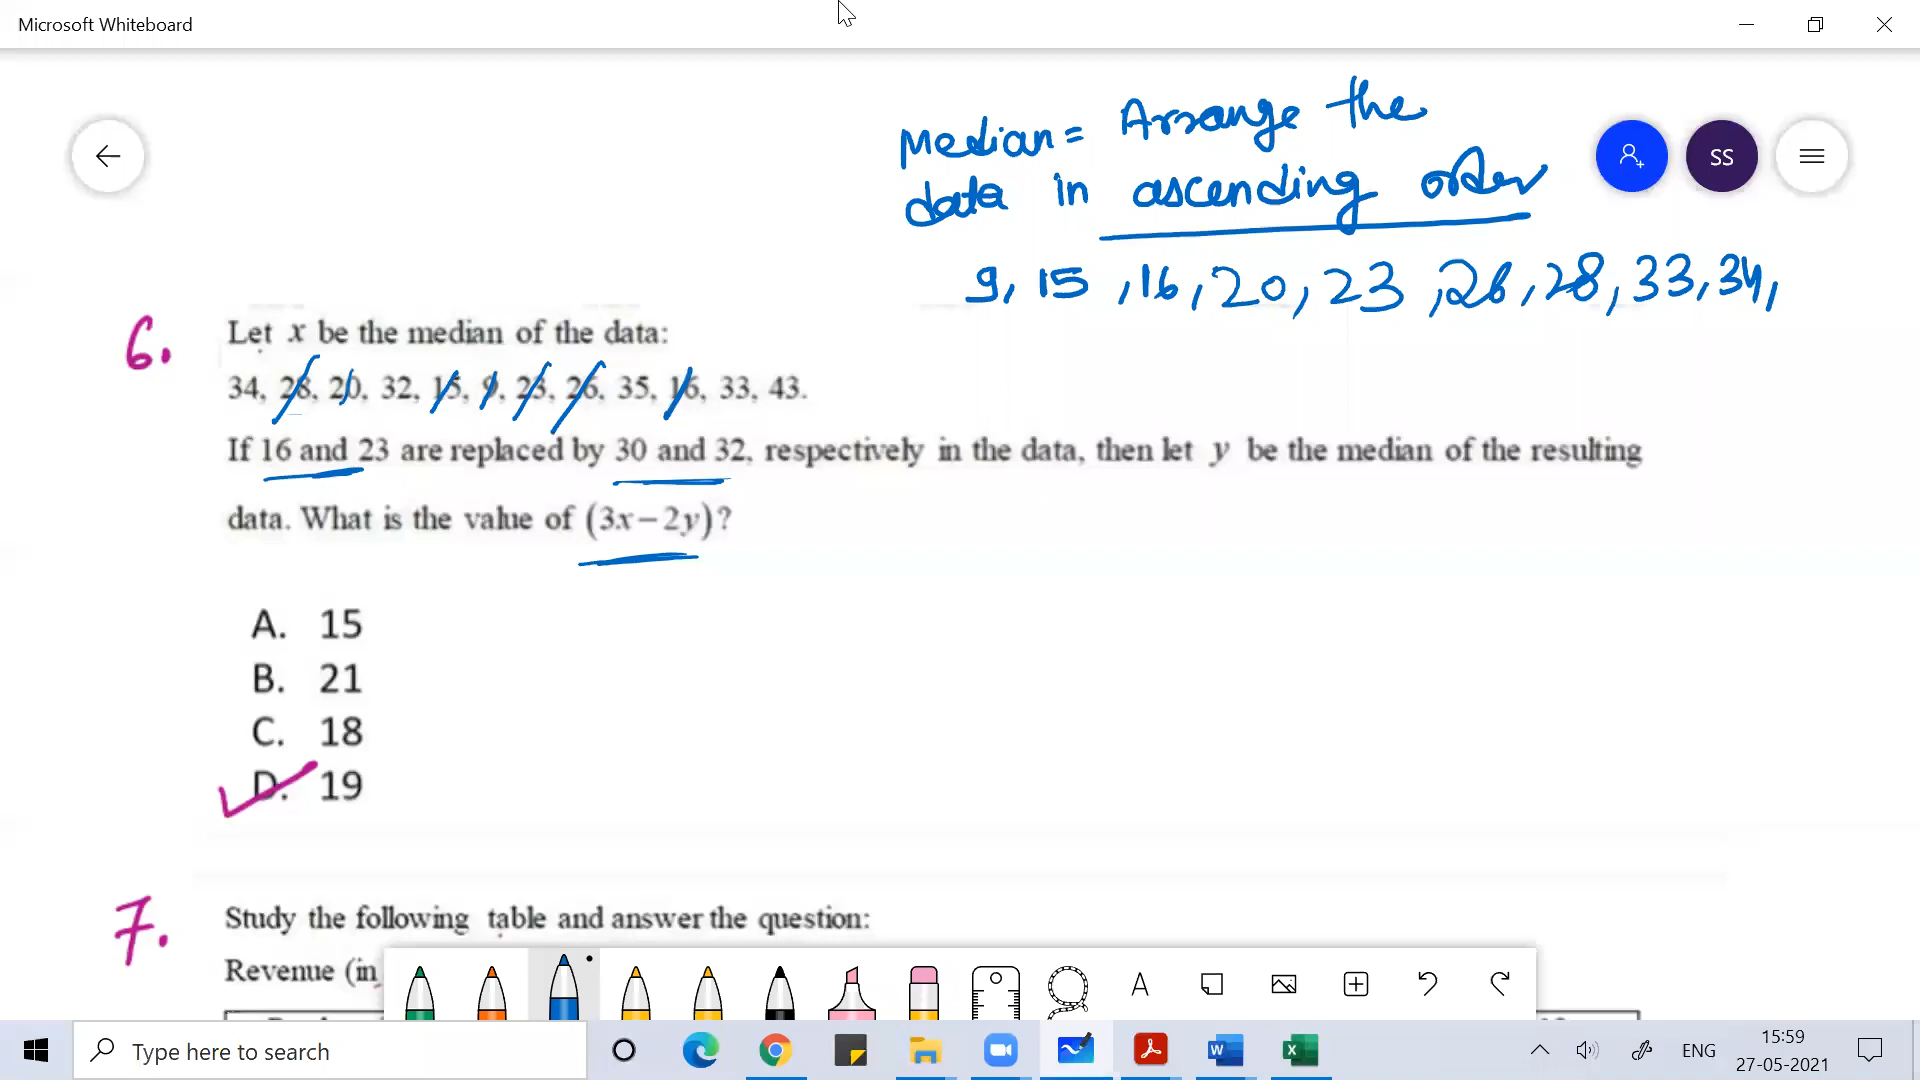 Microsoft Whiteboard
Median = Arrange the
data in ascending order
SS
9, 15, 16, 20, 23, 26, 28, 33, 34,
6.
Let x be the median of the data:
34, 28, 20, 32, 15, 9, 23, 26, 35, 16, 33, 43.
If 16 and 23 are replaced by 30 and 32, respectively in the data, then let y be the median of the resulting
data. What is the value of (3x−2y)?
A. 15
B. 21
C. 18
D. 19
7.
Study the following table and answer the question:
Revenue (in
Type here to search
ENG
15:59
27-05-2021